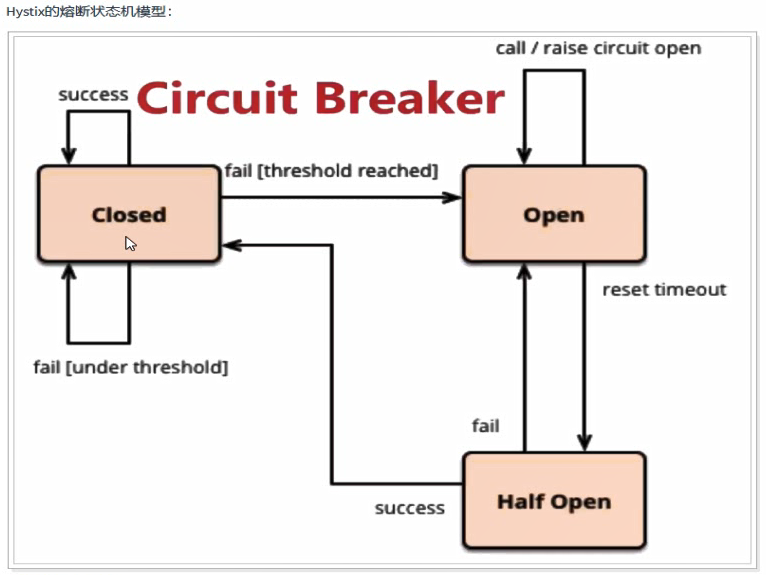 Hystix的熔断状态机模型：
call / raise circuit open
success
Circuit Breaker
fail [threshold reached]
Closed
Open
reset timeout
fail [under threshold]
fail
Half Open
success